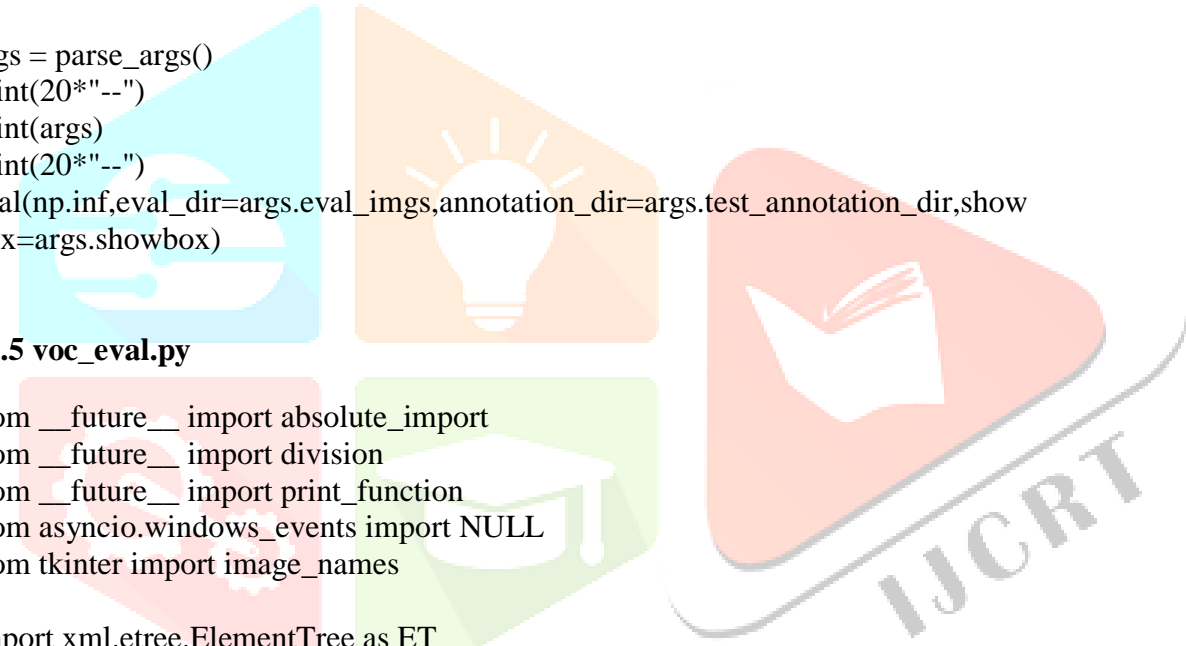 gs = parse_args()
int(20*"--")
int(args)
int(20*"--")
al(np.inf,eval_dir=args.eval_imgs,annotation_dir=args.test_annotation_dir,show
x=args.showbox)
.5 voc_eval.py
om __future__ import absolute_import
om __future__ import division
om __future__ import print_function
om asyncio.windows_events import NULL
om tkinter import image_names
port xml.etree.ElementTree as ET
IJCRT